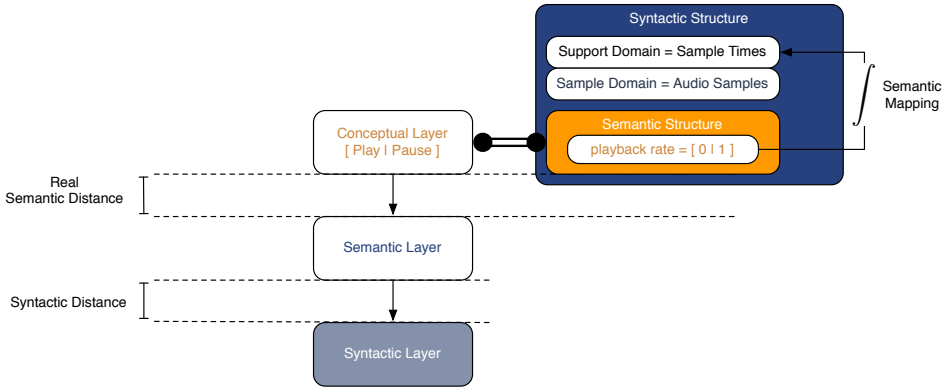 Syntactic Structure
Support Domain = Sample Times
Sample Domain = Audio Samples
Semantic
Mapping
∫
Semantic Structure
playback rate = [ 0 | 1 ]
Conceptual Layer
[ Play | Pause ]
Real
Semantic Distance
Semantic Layer
Syntactic Distance
Syntactic Layer